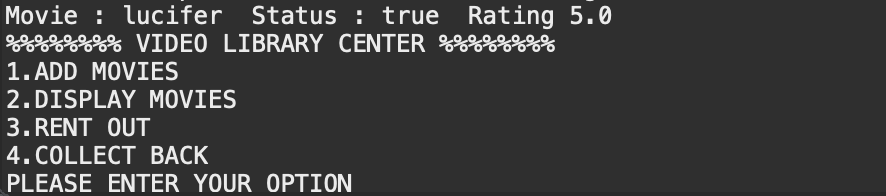 Movie : lucifer  Status : true  Rating 5.0
%%%%%%%% VIDEO LIBRARY CENTER %%%%%%%%
1.ADD MOVIES
2.DISPLAY MOVIES
3.RENT OUT
4.COLLECT BACK
PLEASE ENTER YOUR OPTION